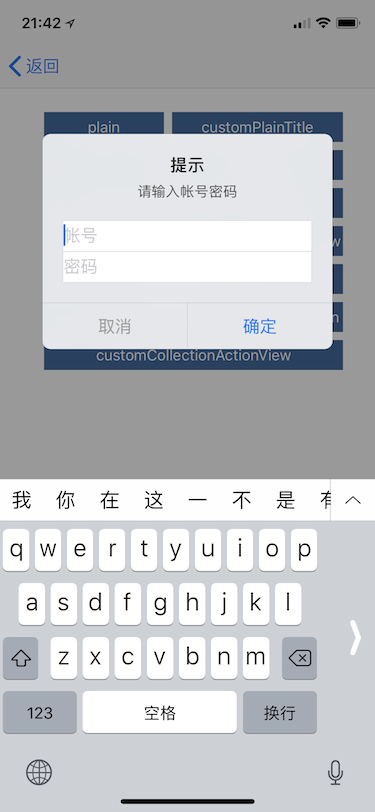 21:42
返回
plain customPlainTitle
提示
请输入帐号密码
帐号
密码
取消 确定
customCollectionActionView
我 你 在 这 一 不 是
q w e r t y u i o p
a s d f g h j k l
z x c v b n m
123 空格 换行